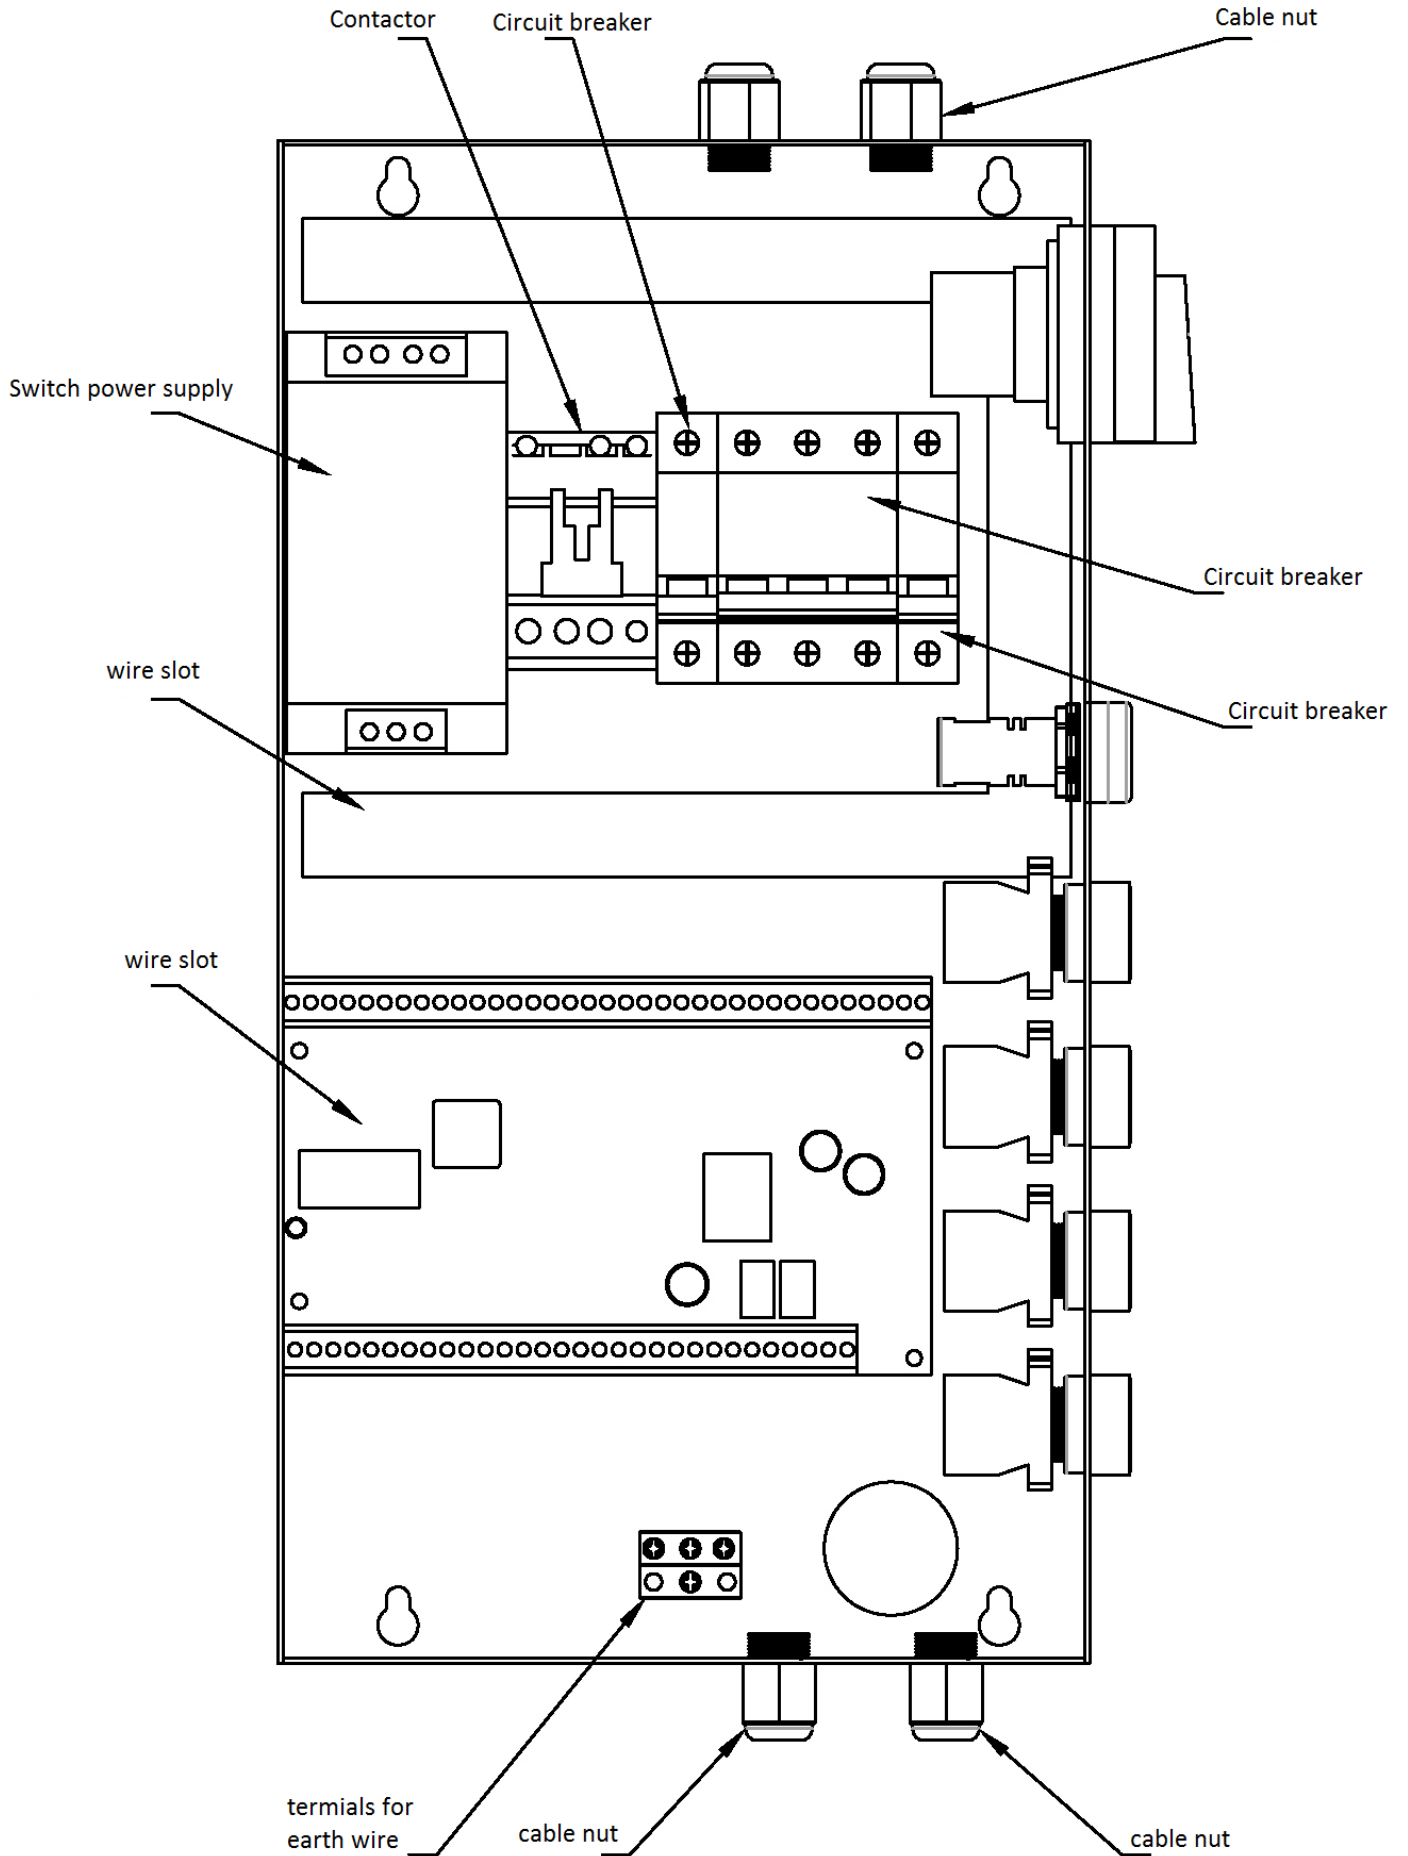 Contactor
Circuit breaker
Cable nut
Switch power supply
Circuit breaker
wire slot
Circuit breaker
wire slot
termials for
earth wire
cable nut
cable nut